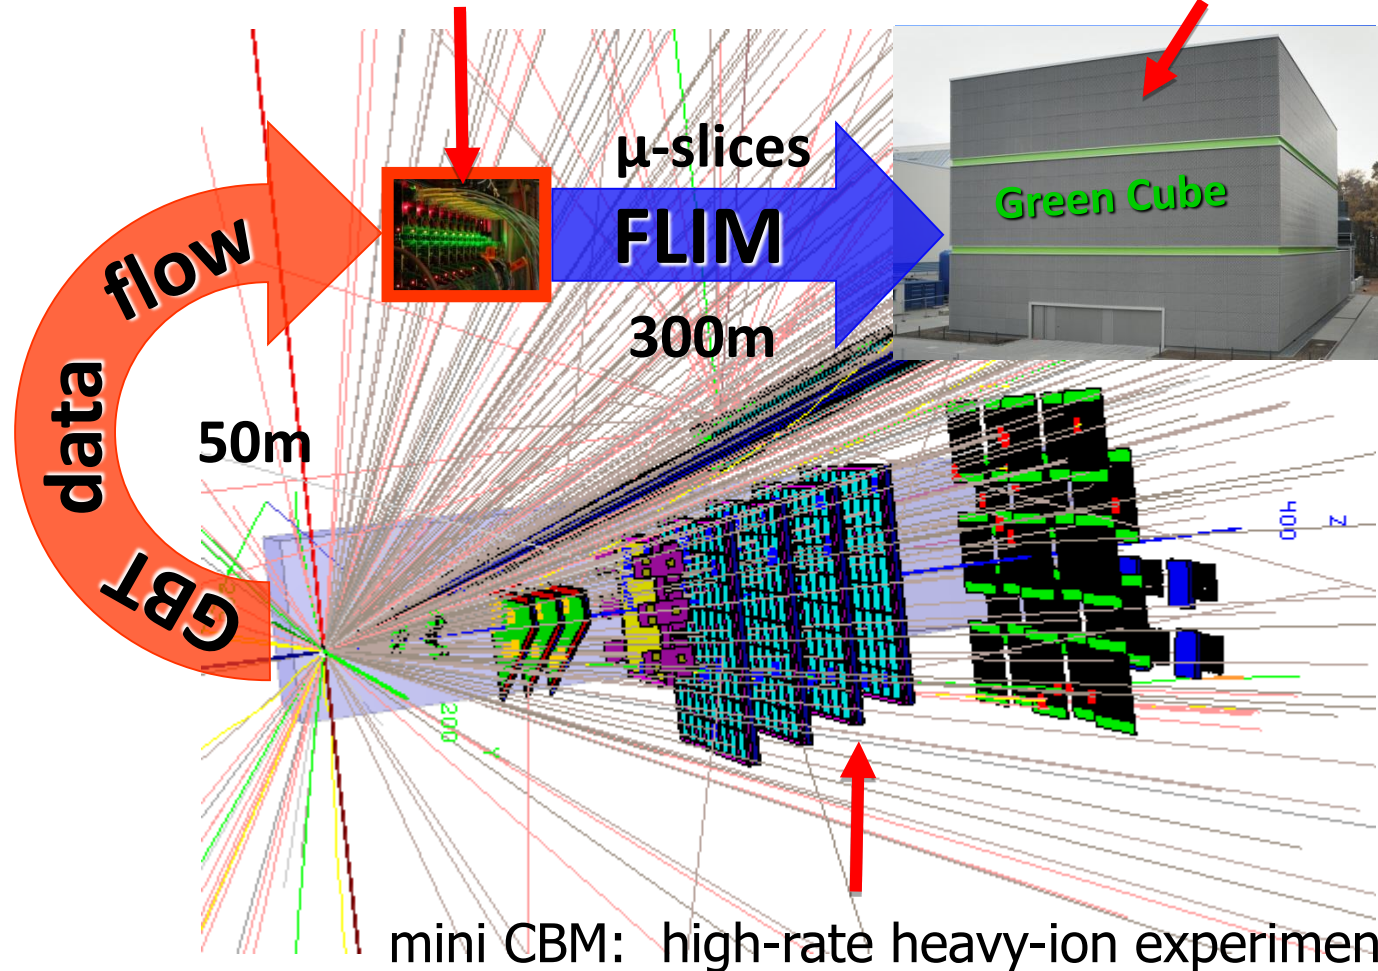 μ-slices
FLIM
300m
Green Cube
GBT data flow
50m
400
Z
200
Y
mini CBM: high-rate heavy-ion experimen